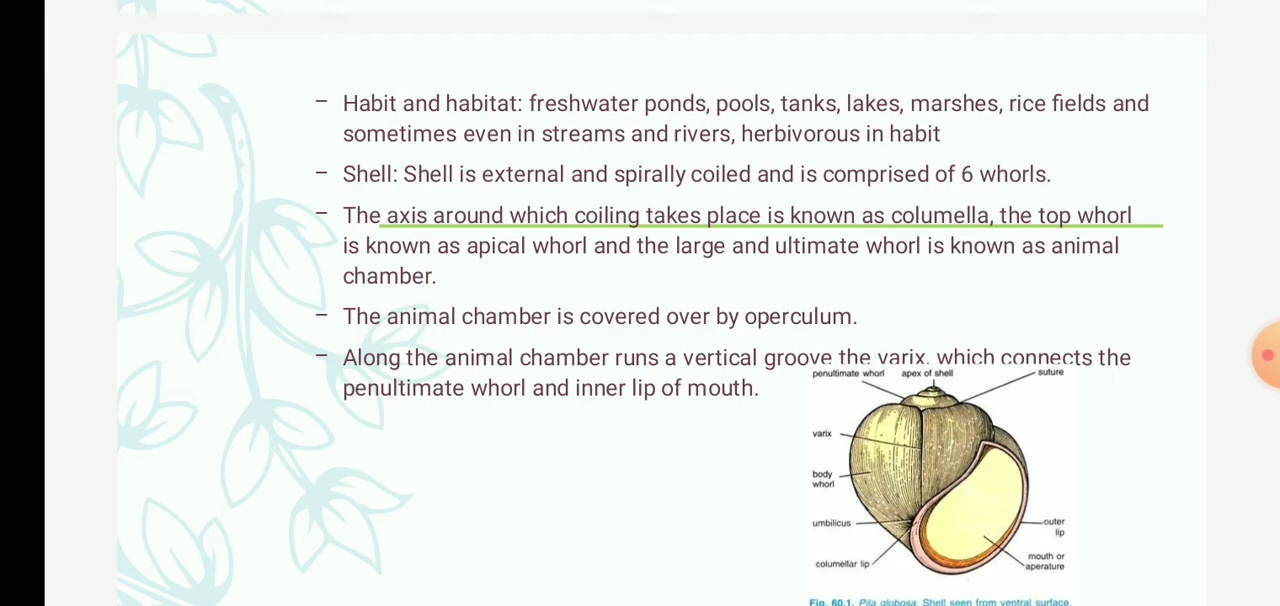 – Habit and habitat: freshwater ponds, pools, tanks, lakes, marshes, rice fields and
sometimes even in streams and rivers, herbivorous in habit
– Shell: Shell is external and spirally coiled and is comprised of 6 whorls.
– The axis around which coiling takes place is known as columella, the top whorl
is known as apical whorl and the large and ultimate whorl is known as animal
chamber.
– The animal chamber is covered over by operculum.
– Along the animal chamber runs a vertical groove the varix, which connects the
penultimate whorl and inner lip of mouth.
penultimate whorl
apex of shell
suture
varix
body
whorl
umbilicus
outer
lip
columellar lip
mouth or
aperature
Fig. 60.1. Pila globosa. Shell seen from ventral surface.